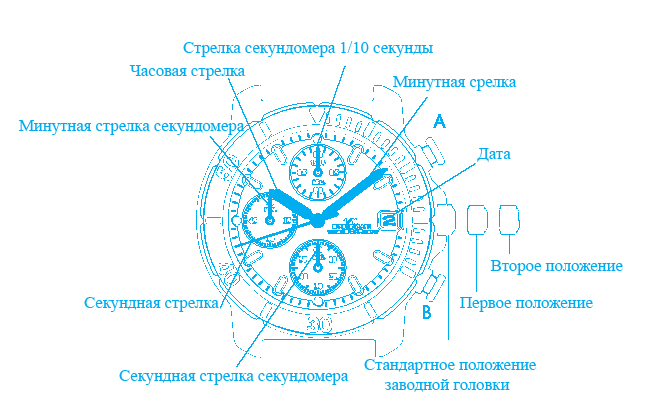 Стрелка секундомера 1/10 секунды
Часовая стрелка
Минутная срелка
Минутная стрелка секундомера
A
Дата
Второе положение
Секундная стрелка
Первое положение
B
Стандартное положение
заводной головки
Секундная стрелка секундомера